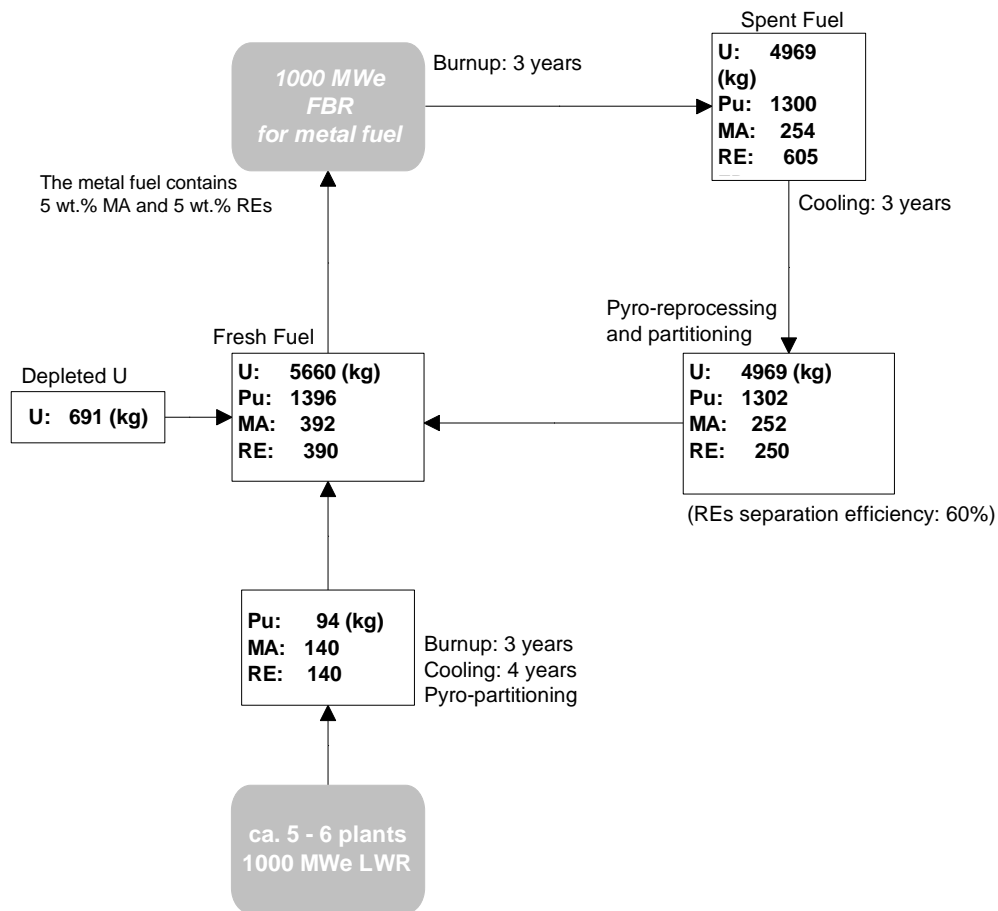 Spent Fuel
1000 MWe
FBR
for metal fuel
Burnup: 3 years
U: 4969
(kg)
Pu: 1300
MA: 254
RE: 605
The metal fuel contains
5 wt.% MA and 5 wt.% REs
Cooling: 3 years
Pyro-reprocessing
and partitioning
Fresh Fuel
Depleted U
U: 691 (kg)
U: 5660 (kg)
Pu: 1396
MA: 392
RE: 390
U: 4969 (kg)
Pu: 1302
MA: 252
RE: 250
(REs separation efficiency: 60%)
Pu: 94 (kg)
MA: 140
RE: 140
Burnup: 3 years
Cooling: 4 years
Pyro-partitioning
ca. 5 - 6 plants
1000 MWe LWR